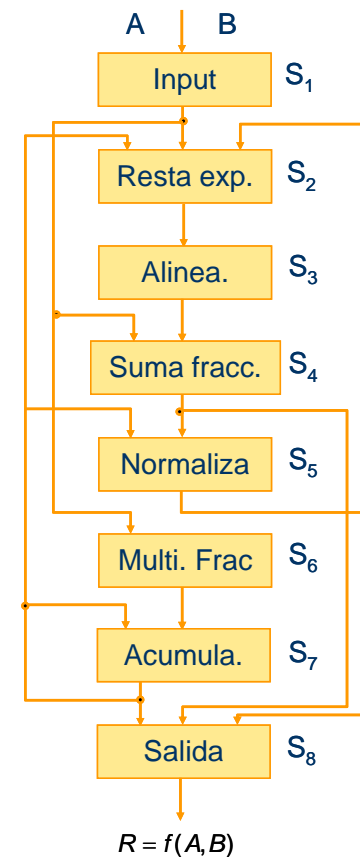 A B
Input S₁
Resta exp. S₂
Alinea. S₃
Suma fracc. S₄
Normaliza S₅
Multi. Frac S₆
Acumula. S₇
Salida S₈
R = f(A,B)